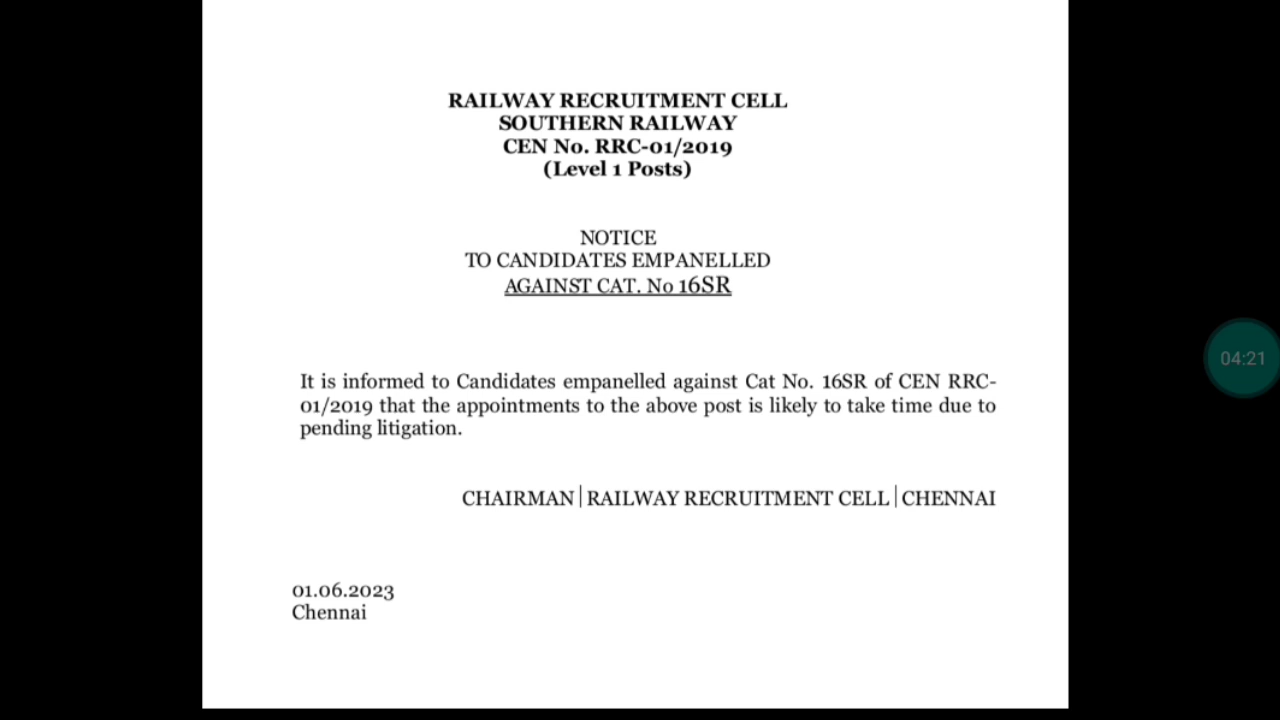 RAILWAY RECRUITMENT CELL
SOUTHERN RAILWAY
CEN No. RRC-01/2019
(Level 1 Posts)
NOTICE
TO CANDIDATES EMPANELLED
AGAINST CAT. No 16SR
It is informed to Candidates empanelled against Cat No. 16SR of CEN RRC-
01/2019 that the appointments to the above post is likely to take time due to
pending litigation.
CHAIRMAN|RAILWAY RECRUITMENT CELL|CHENNAI
01.06.2023
Chennai
04:21